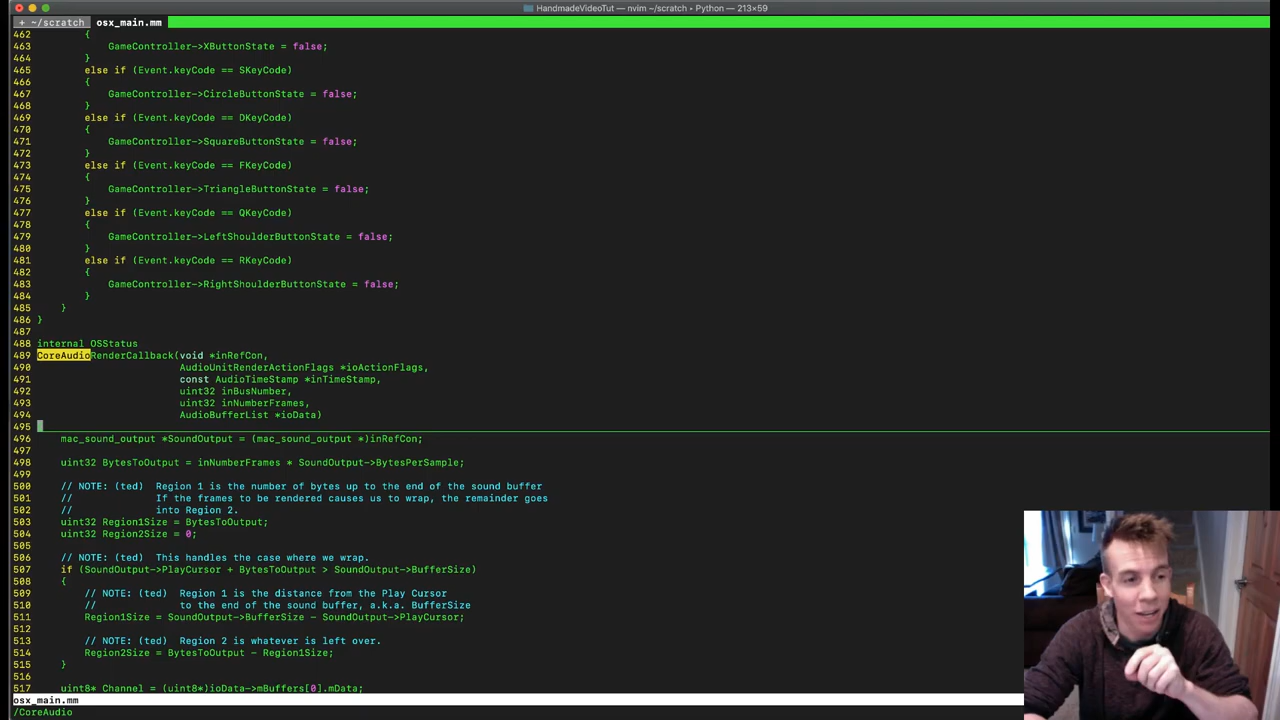 HandmadeVideoTut — nvim ~/scratch ▸ Python — 213×59
+ ~/scratch osx_main.mm
462 {
463 GameController->XButtonState = false;
464 }
465 else if (Event.keyCode == SKeyCode)
466 {
467 GameController->CircleButtonState = false;
468 }
469 else if (Event.keyCode == DKeyCode)
470 {
471 GameController->SquareButtonState = false;
472 }
473 else if (Event.keyCode == FKeyCode)
474 {
475 GameController->TriangleButtonState = false;
476 }
477 else if (Event.keyCode == QKeyCode)
478 {
479 GameController->LeftShoulderButtonState = false;
480 }
481 else if (Event.keyCode == RKeyCode)
482 {
483 GameController->RightShoulderButtonState = false;
484 }
485 }
486 }
487
488 internal OSStatus
489 CoreAudioRenderCallback(void *inRefCon,
490 AudioUnitRenderActionFlags *ioActionFlags,
491 const AudioTimeStamp *inTimeStamp,
492 uint32 inBusNumber,
493 uint32 inNumberFrames,
494 AudioBufferList *ioData)
495
496 mac_sound_output *SoundOutput = (mac_sound_output *)inRefCon;
497
498 uint32 BytesToOutput = inNumberFrames * SoundOutput->BytesPerSample;
499
500 // NOTE: (ted) Region 1 is the number of bytes up to the end of the sound buffer
501 // If the frames to be rendered causes us to wrap, the remainder goes
502 // into Region 2.
503 uint32 Region1Size = BytesToOutput;
504 uint32 Region2Size = 0;
505
506 // NOTE: (ted) This handles the case where we wrap.
507 if (SoundOutput->PlayCursor + BytesToOutput > SoundOutput->BufferSize)
508 {
509 // NOTE: (ted) Region 1 is the distance from the Play Cursor
510 // to the end of the sound buffer, a.k.a. BufferSize
511 Region1Size = SoundOutput->BufferSize - SoundOutput->PlayCursor;
512
513 // NOTE: (ted) Region 2 is whatever is left over.
514 Region2Size = BytesToOutput - Region1Size;
515 }
516
517 uint8* Channel = (uint8*)ioData->mBuffers[0].mData;
osx_main.mm
/CoreAudio